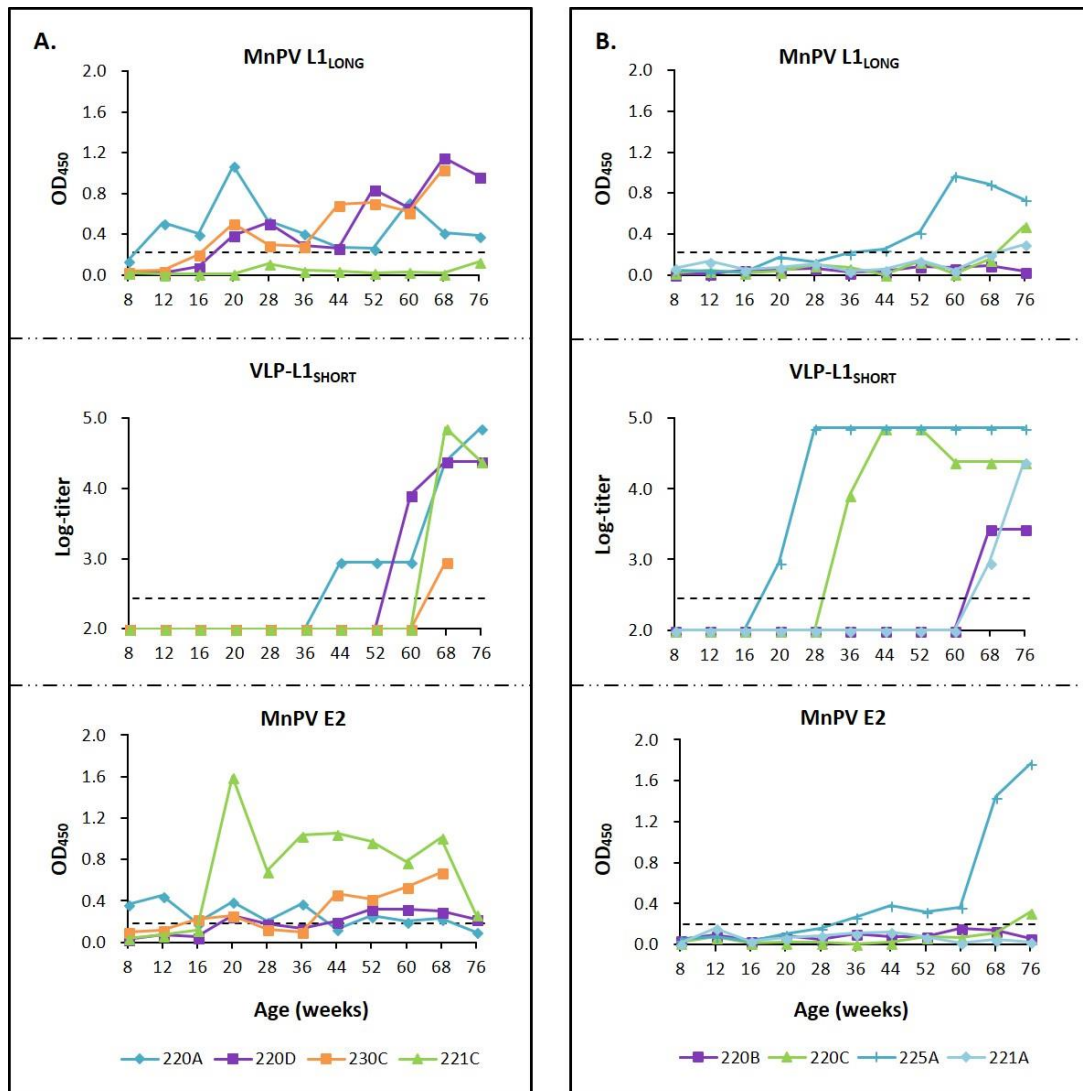 A.
MnPV L1LONG
OD450
2.0
1.6
1.2
0.8
0.4
0.0
8 12 16 20 28 36 44 52 60 68 76
VLP-L1SHORT
Log-titer
5.0
4.0
3.0
2.0
8 12 16 20 28 36 44 52 60 68 76
MnPV E2
OD450
2.0
1.6
1.2
0.8
0.4
0.0
8 12 16 20 28 36 44 52 60 68 76
Age (weeks)
220A 220D 230C 221C
B.
MnPV L1LONG
OD450
2.0
1.6
1.2
0.8
0.4
0.0
8 12 16 20 28 36 44 52 60 68 76
VLP-L1SHORT
Log-titer
5.0
4.0
3.0
2.0
8 12 16 20 28 36 44 52 60 68 76
MnPV E2
OD450
2.0
1.6
1.2
0.8
0.4
0.0
8 12 16 20 28 36 44 52 60 68 76
Age (weeks)
220B 220C 225A 221A